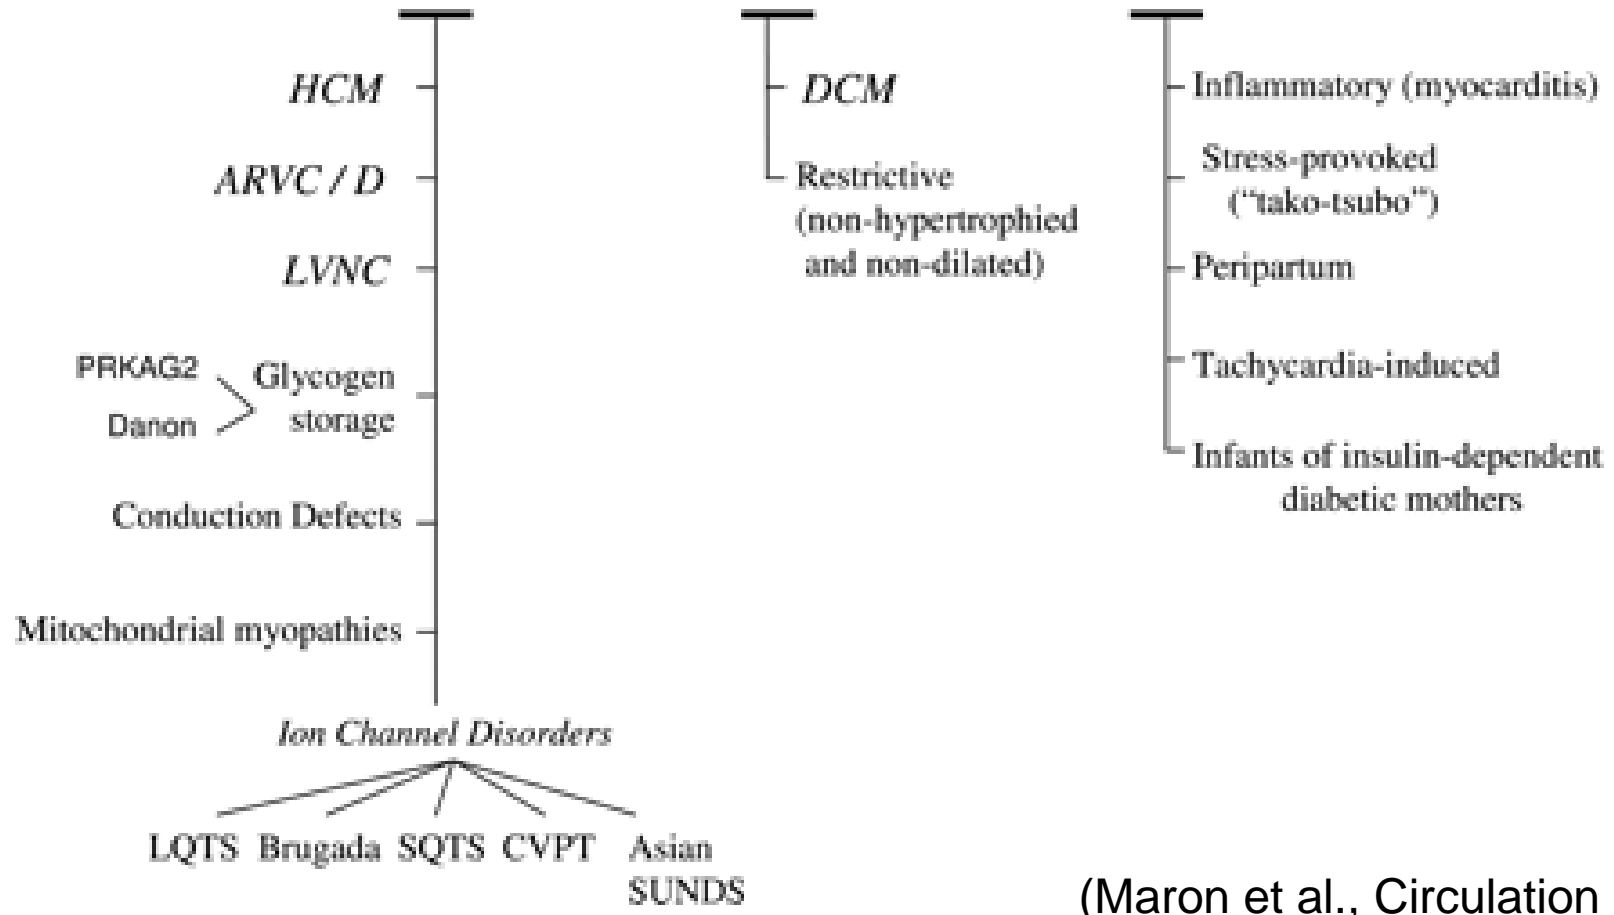 HCM
ARVC / D
LVNC
PRKAG2
Danon
Glycogen
storage
Conduction Defects
Mitochondrial myopathies
Ion Channel Disorders
LQTS Brugada SQTS CVPT Asian
SUNDS
DCM
Restrictive
(non-hypertrophied
and non-dilated)
Inflammatory (myocarditis)
Stress-provoked
("tako-tsubo")
Peripartum
Tachycardia-induced
Infants of insulin-dependent
diabetic mothers
(Maron et al., Circulation